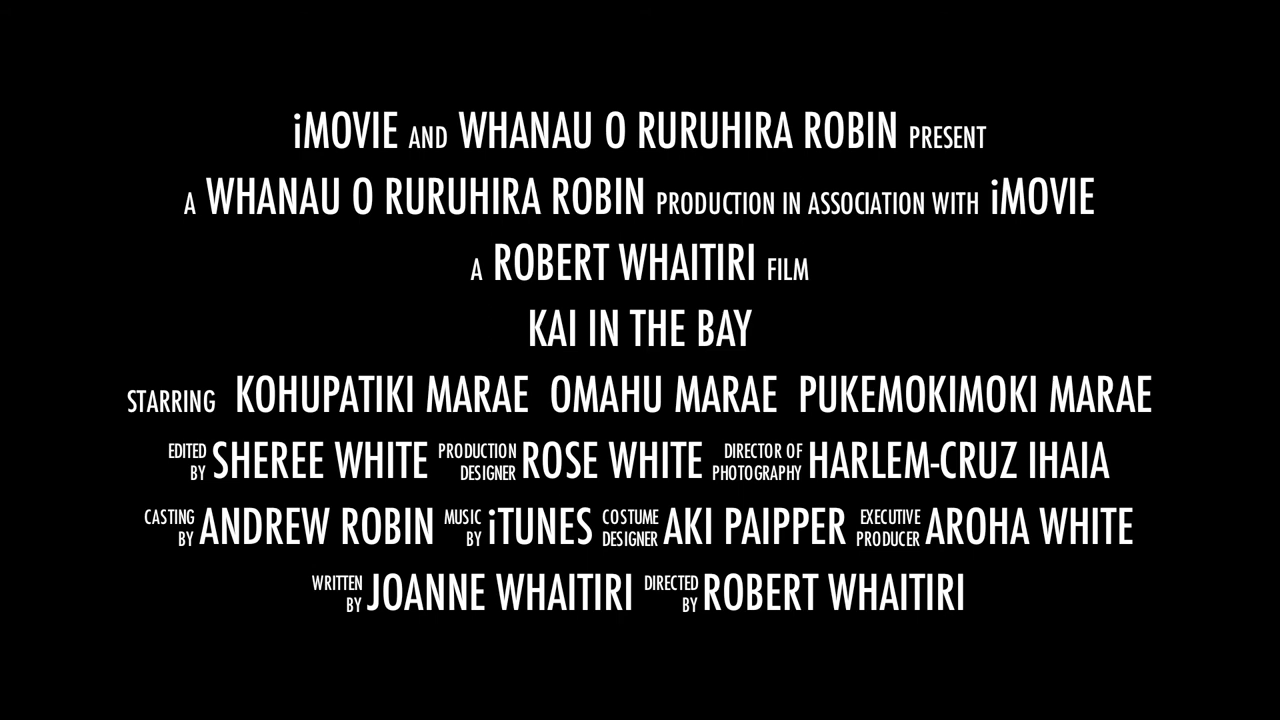 iMOVIE AND WHANAU O RURUHIRA ROBIN PRESENT
A WHANAU O RURUHIRA ROBIN PRODUCTION IN ASSOCIATION WITH iMOVIE
A ROBERT WHAITIRI FILM
KAI IN THE BAY
STARRING KOHUPATIKI MARAE OMAHU MARAE PUKEMOKIMOKI MARAE
EDITED BY SHEREE WHITE PRODUCTION DESIGNER ROSE WHITE DIRECTOR OF PHOTOGRAPHY HARLEM-CRUZ IHAIA
CASTING BY ANDREW ROBIN MUSIC BY iTUNES COSTUME DESIGNER AKI PAIPPER EXECUTIVE PRODUCER AROHA WHITE
WRITTEN BY JOANNE WHAITIRI DIRECTED BY ROBERT WHAITIRI